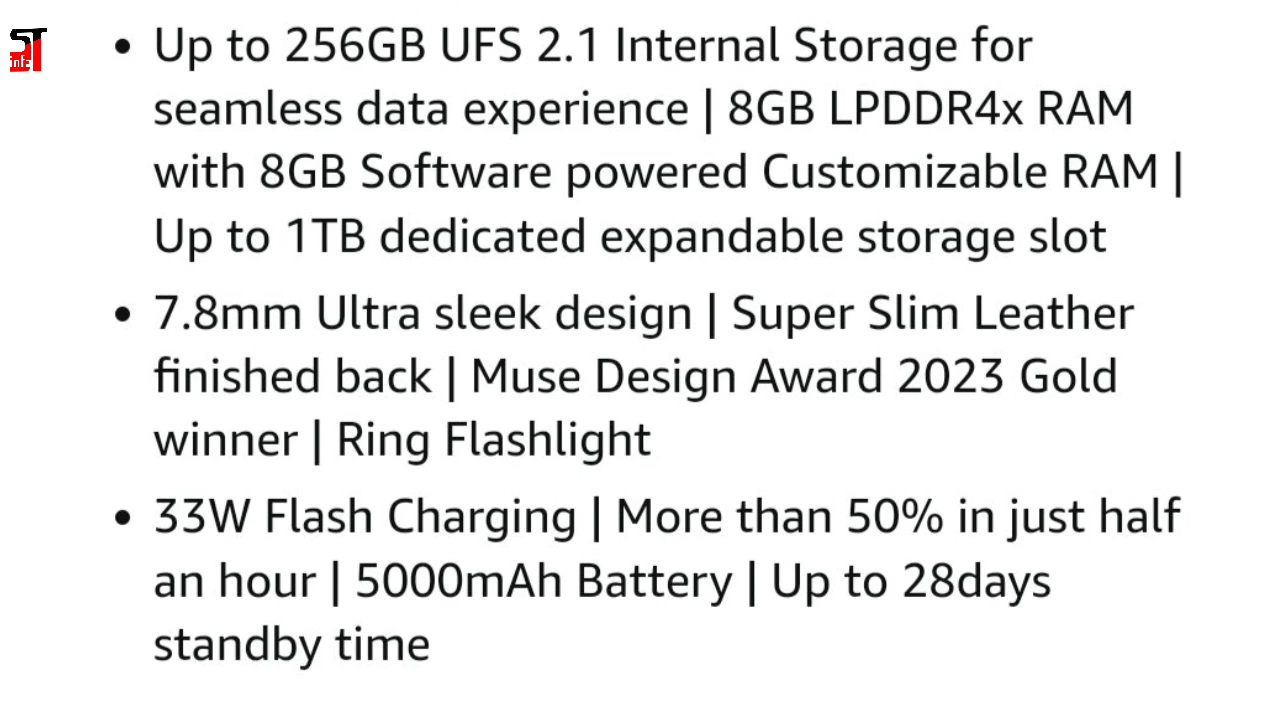 ST
info
• Up to 256GB UFS 2.1 Internal Storage for
seamless data experience | 8GB LPDDR4x RAM
with 8GB Software powered Customizable RAM |
Up to 1TB dedicated expandable storage slot
• 7.8mm Ultra sleek design | Super Slim Leather
finished back | Muse Design Award 2023 Gold
winner | Ring Flashlight
• 33W Flash Charging | More than 50% in just half
an hour | 5000mAh Battery | Up to 28days
standby time